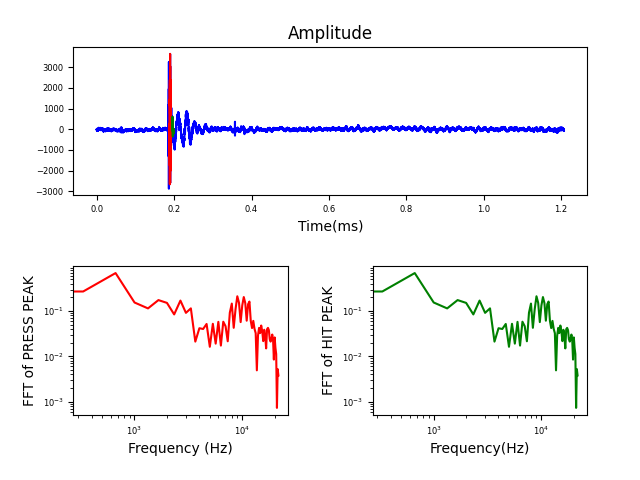 Amplitude
3000
2000
1000
0
−1000
−2000
−3000
0.0 0.2 0.4 0.6 0.8 1.0 1.2
Time(ms)
FFT of PRESS PEAK
10⁻¹
10⁻²
10⁻³
10³ 10⁴
Frequency (Hz)
FFT of HIT PEAK
10⁻¹
10⁻²
10⁻³
10³ 10⁴
Frequency(Hz)